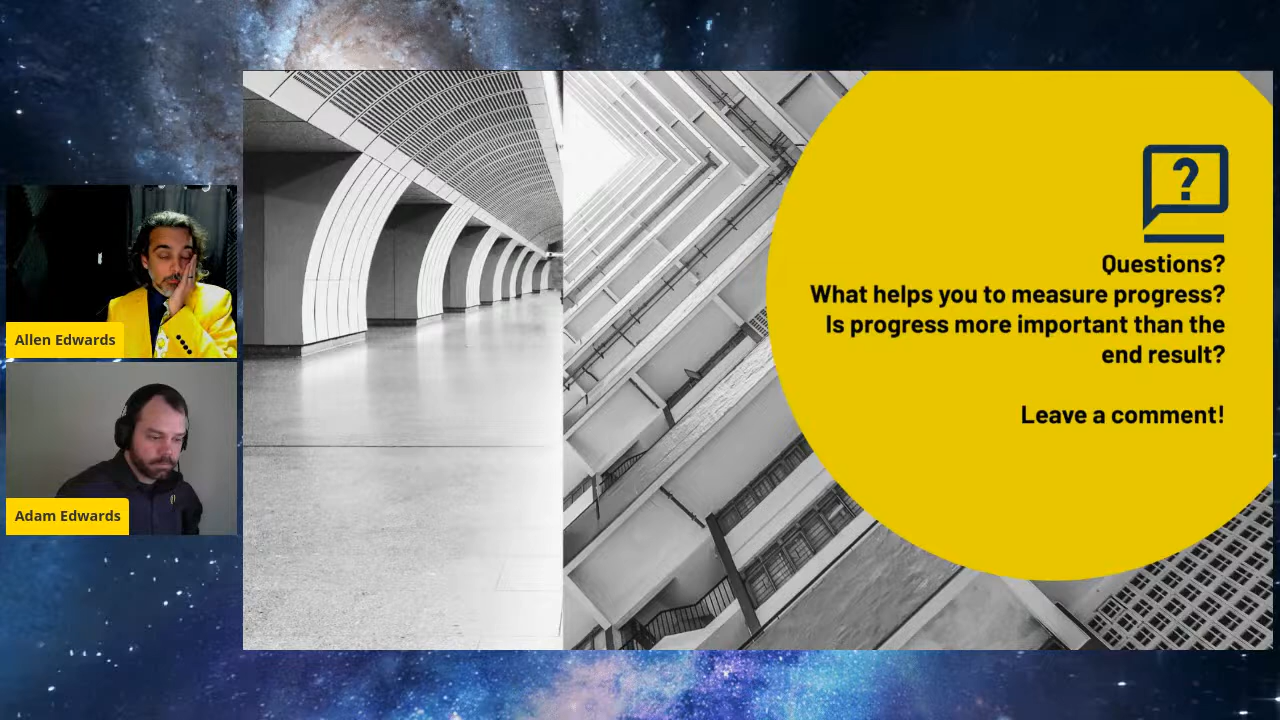 Allen Edwards
Adam Edwards
?
Questions?
What helps you to measure progress?
Is progress more important than the
end result?
Leave a comment!